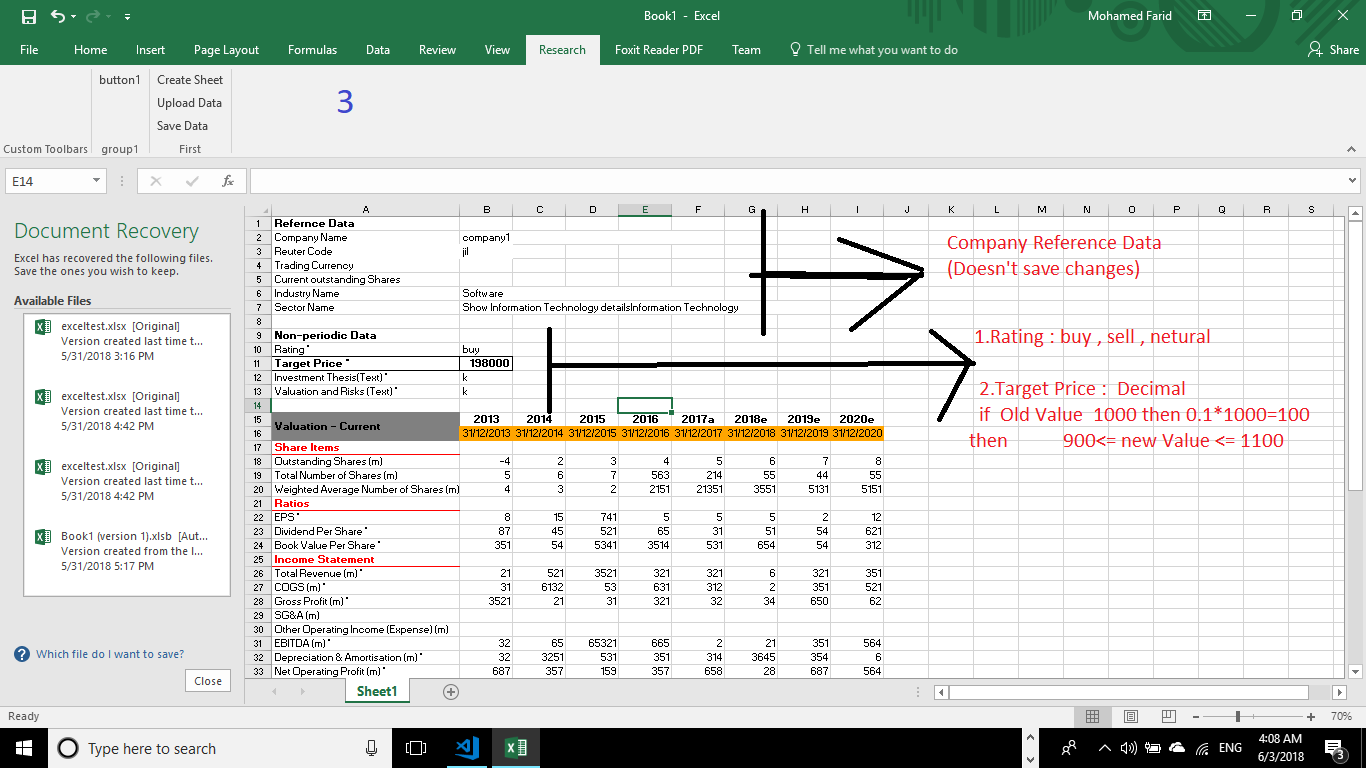 Book1 - Excel
Mohamed Farid
File Home Insert Page Layout Formulas Data Review View Research Foxit Reader PDF Team Tell me what you want to do Share
button1 Create Sheet
Upload Data
Save Data
3
Custom Toolbars group1 First
E14 fx
A B C D E F G H I J K L M N O P Q R S
Document Recovery
Excel has recovered the following files.
Save the ones you wish to keep.
Available Files
exceltest.xlsx [Original]
Version created last time t...
5/31/2018 3:16 PM
exceltest.xlsx [Original]
Version created last time t...
5/31/2018 4:42 PM
exceltest.xlsx [Original]
Version created last time t...
5/31/2018 4:42 PM
Book1 (version 1).xlsb [Aut...
Version created from the l...
5/31/2018 5:17 PM
Which file do I want to save?
Close
1 Refernce Data
2 Company Name company1
3 Reuter Code jil
4 Trading Currency
5 Current outstanding Shares
6 Industry Name Software
7 Sector Name Show Information Technology detailsInformation Technology
8
9 Non-periodic Data
10 Rating * buy
11 Target Price * 198000
12 Investment Thesis(Text) * k
13 Valuation and Risks (Text) * k
14
15 Valuation - Current 2013 2014 2015 2016 2017a 2018e 2019e 2020e
16 31/12/2013 31/12/2014 31/12/2015 31/12/2016 31/12/2017 31/12/2018 31/12/2019 31/12/2020
17 Share Items
18 Outstanding Shares (m) -4 2 3 4 5 6 7 8
19 Total Number of Shares (m) 5 6 7 563 214 55 44 55
20 Weighted Average Number of Shares (m) 4 3 2 2151 21351 3551 5131 5151
21 Ratios
22 EPS * 8 15 741 5 5 5 2 12
23 Dividend Per Share * 87 45 521 65 31 51 54 621
24 Book Value Per Share * 351 54 5341 3514 531 654 54 312
25 Income Statement
26 Total Revenue (m) * 21 521 3521 321 321 6 321 351
27 COGS (m) * 31 6132 53 631 312 2 351 521
28 Gross Profit (m) * 3521 21 31 321 32 34 650 62
29 SG&A (m)
30 Other Operating Income (Expense) (m)
31 EBITDA (m) * 32 65 65321 665 2 21 351 564
32 Depreciation & Amortisation (m) * 32 3251 531 351 314 3645 354 6
33 Net Operating Profit (m) * 687 357 159 357 658 28 687 564
Company Reference Data
(Doesn't save changes)
1.Rating : buy , sell , netural
2.Target Price : Decimal
if Old Value 1000 then 0.1*1000=100
then 900<= new Value <= 1100
Sheet1
Ready 70%
Type here to search
ENG
4:08 AM
6/3/2018
3